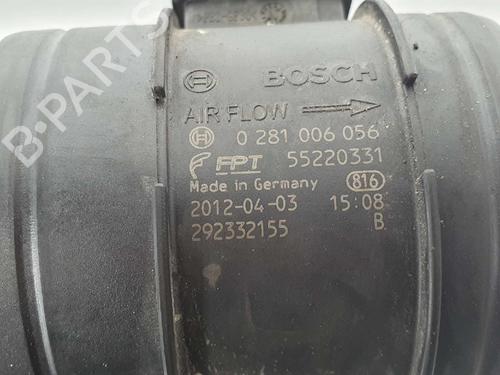 BOSCH
AIR FLOW
0 281 006 056
FPT 55220331
Made in Germany 816
2012-04-03 15:08
292332155 B